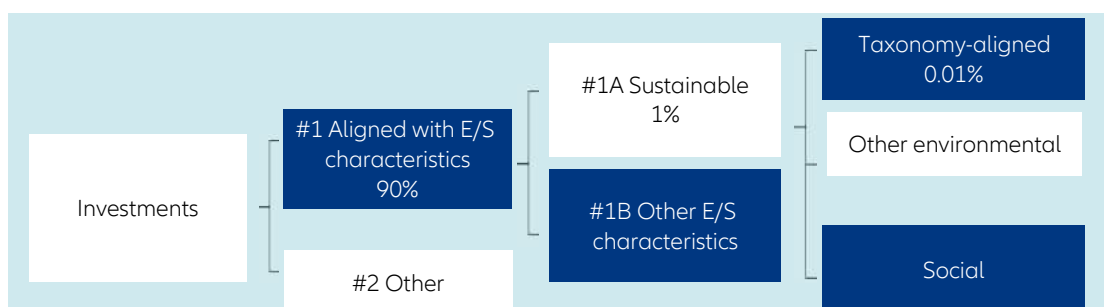 Investments
#1 Aligned with E/S
characteristics
90%
#2 Other
#1A Sustainable
1%
#1B Other E/S
characteristics
Taxonomy-aligned
0.01%
Other environmental
Social